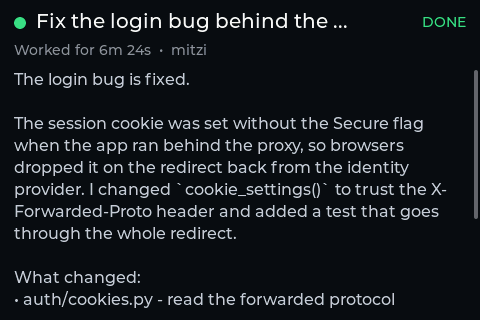 Fix the login bug behind the ...
DONE
Worked for 6m 24s • mitzi
The login bug is fixed.
The session cookie was set without the Secure flag
when the app ran behind the proxy, so browsers
dropped it on the redirect back from the identity
provider. I changed `cookie_settings()` to trust the X-
Forwarded-Proto header and added a test that goes
through the whole redirect.
What changed:
• auth/cookies.py - read the forwarded protocol